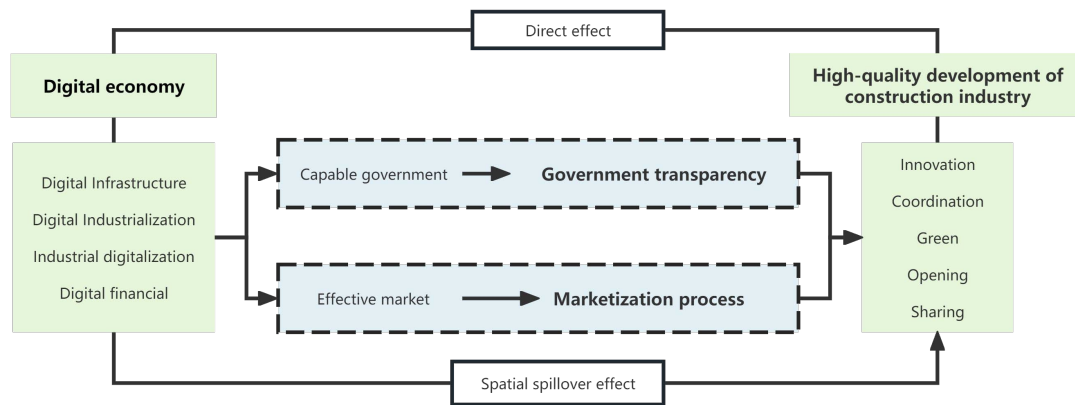 Direct effect
Digital economy
High-quality development of
construction industry
Digital Infrastructure
Digital Industrialization
Industrial digitalization
Digital financial
Capable government
Government transparency
Effective market
Marketization process
Innovation
Coordination
Green
Opening
Sharing
Spatial spillover effect